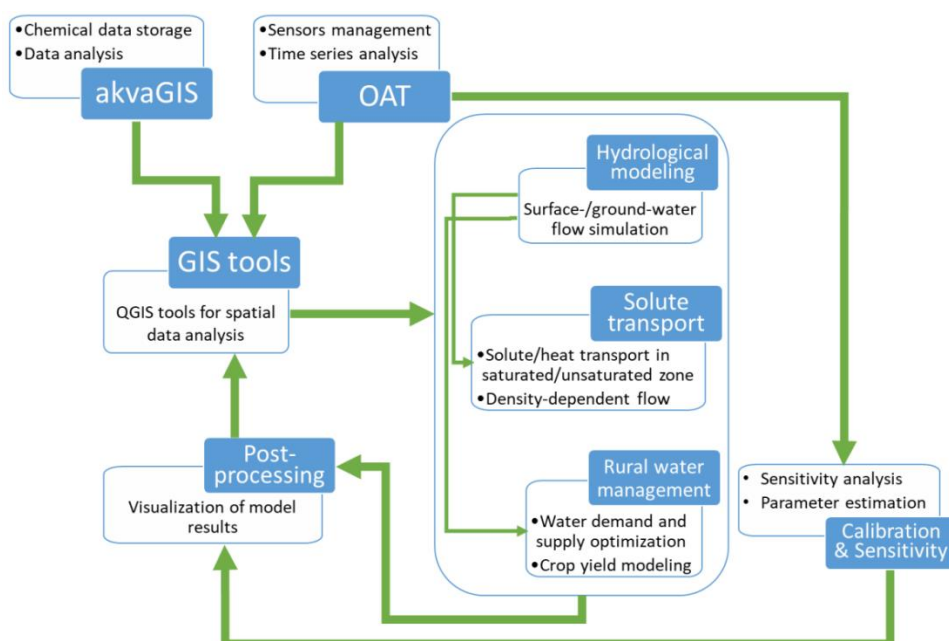 •Chemical data storage
•Data analysis
akvaGIS
•Sensors management
•Time series analysis
OAT
Hydrological
modeling
Surface-/ground-water
flow simulation
GIS tools
QGIS tools for spatial
data analysis
Solute
transport
•Solute/heat transport in
saturated/unsaturated zone
•Density-dependent flow
Post-
processing
Visualization of model
results
Rural water
management
•Water demand and
supply optimization
•Crop yield modeling
• Sensitivity analysis
• Parameter estimation
Calibration
& Sensitivity